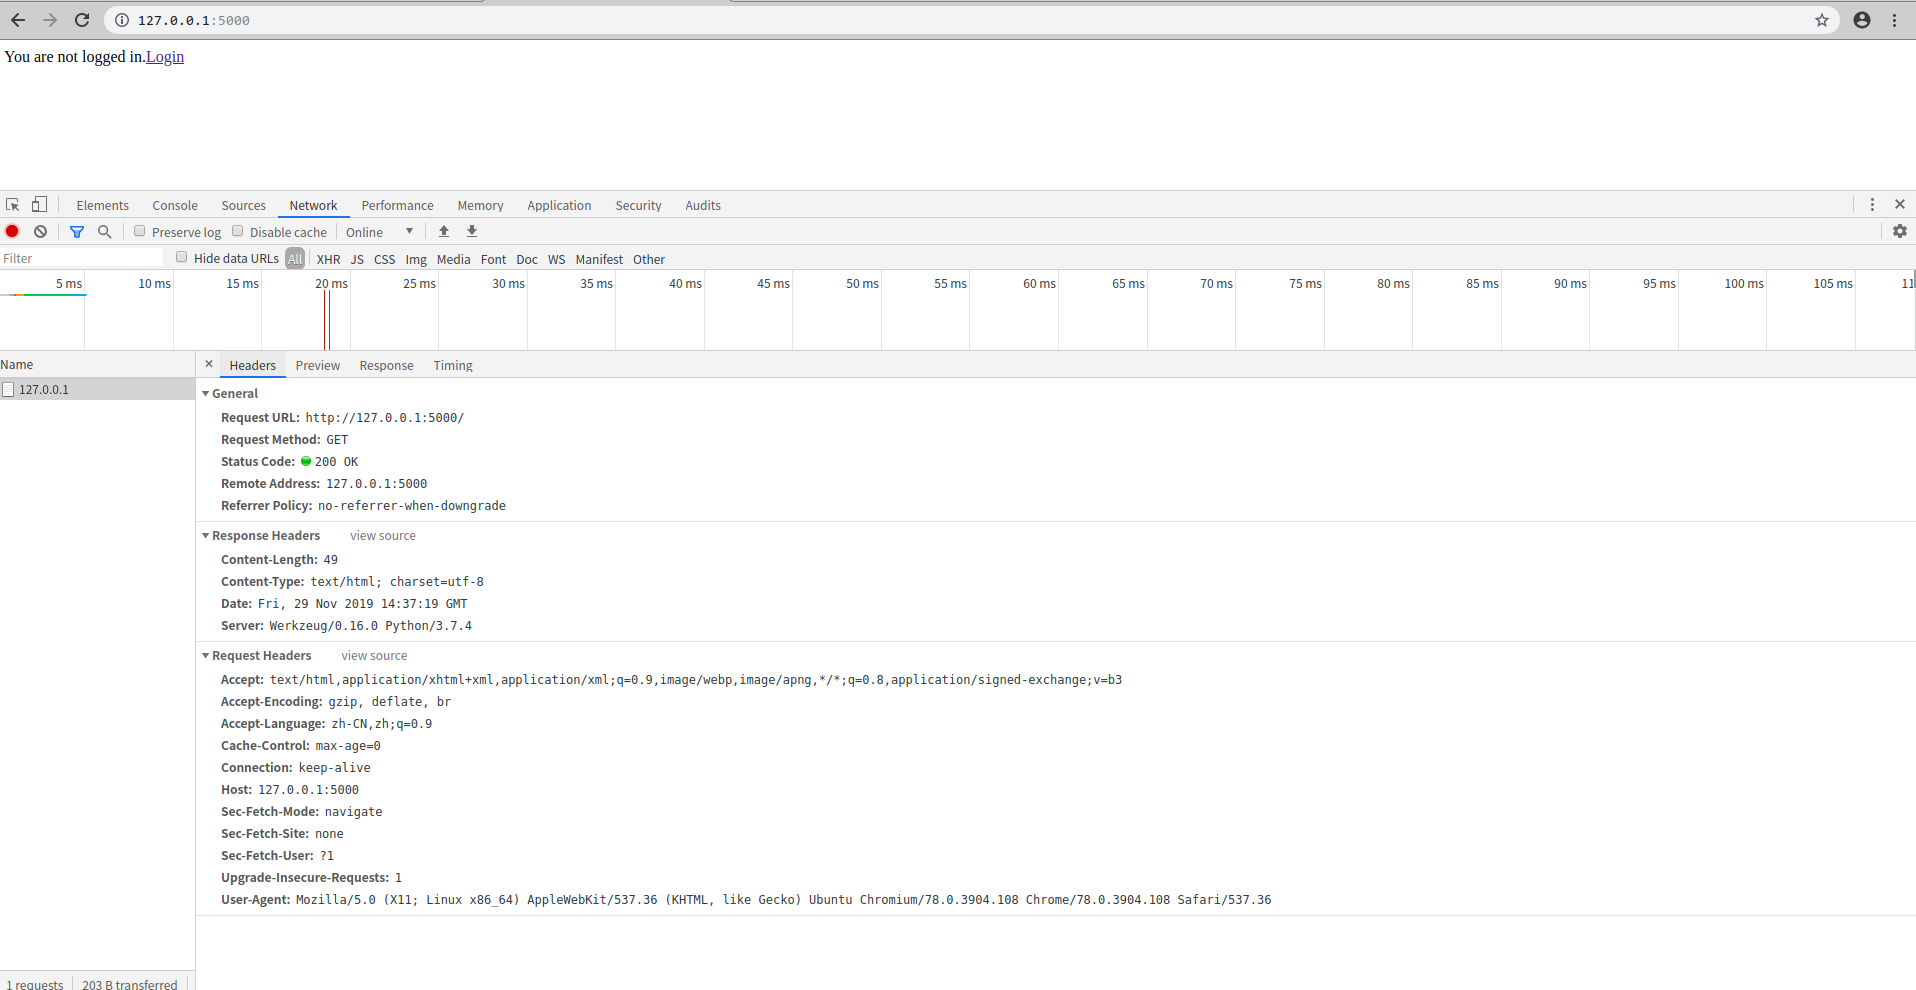 127.0.0.1:5000
You are not logged in.Login
Elements Console Sources Network Performance Memory Application Security Audits
Preserve log Disable cache Online
Filter Hide data URLs All XHR JS CSS Img Media Font Doc WS Manifest Other
5 ms 10 ms 15 ms 20 ms 25 ms 30 ms 35 ms 40 ms 45 ms 50 ms 55 ms 60 ms 65 ms 70 ms 75 ms 80 ms 85 ms 90 ms 95 ms 100 ms 105 ms 11
Name Headers Preview Response Timing
127.0.0.1
General
Request URL: http://127.0.0.1:5000/
Request Method: GET
Status Code: 200 OK
Remote Address: 127.0.0.1:5000
Referrer Policy: no-referrer-when-downgrade
Response Headers view source
Content-Length: 49
Content-Type: text/html; charset=utf-8
Date: Fri, 29 Nov 2019 14:37:19 GMT
Server: Werkzeug/0.16.0 Python/3.7.4
Request Headers view source
Accept: text/html,application/xhtml+xml,application/xml;q=0.9,image/webp,image/apng,*/*;q=0.8,application/signed-exchange;v=b3
Accept-Encoding: gzip, deflate, br
Accept-Language: zh-CN,zh;q=0.9
Cache-Control: max-age=0
Connection: keep-alive
Host: 127.0.0.1:5000
Sec-Fetch-Mode: navigate
Sec-Fetch-Site: none
Sec-Fetch-User: ?1
Upgrade-Insecure-Requests: 1
User-Agent: Mozilla/5.0 (X11; Linux x86_64) AppleWebKit/537.36 (KHTML, like Gecko) Ubuntu Chromium/78.0.3904.108 Chrome/78.0.3904.108 Safari/537.36
1 requests 203 B transferred